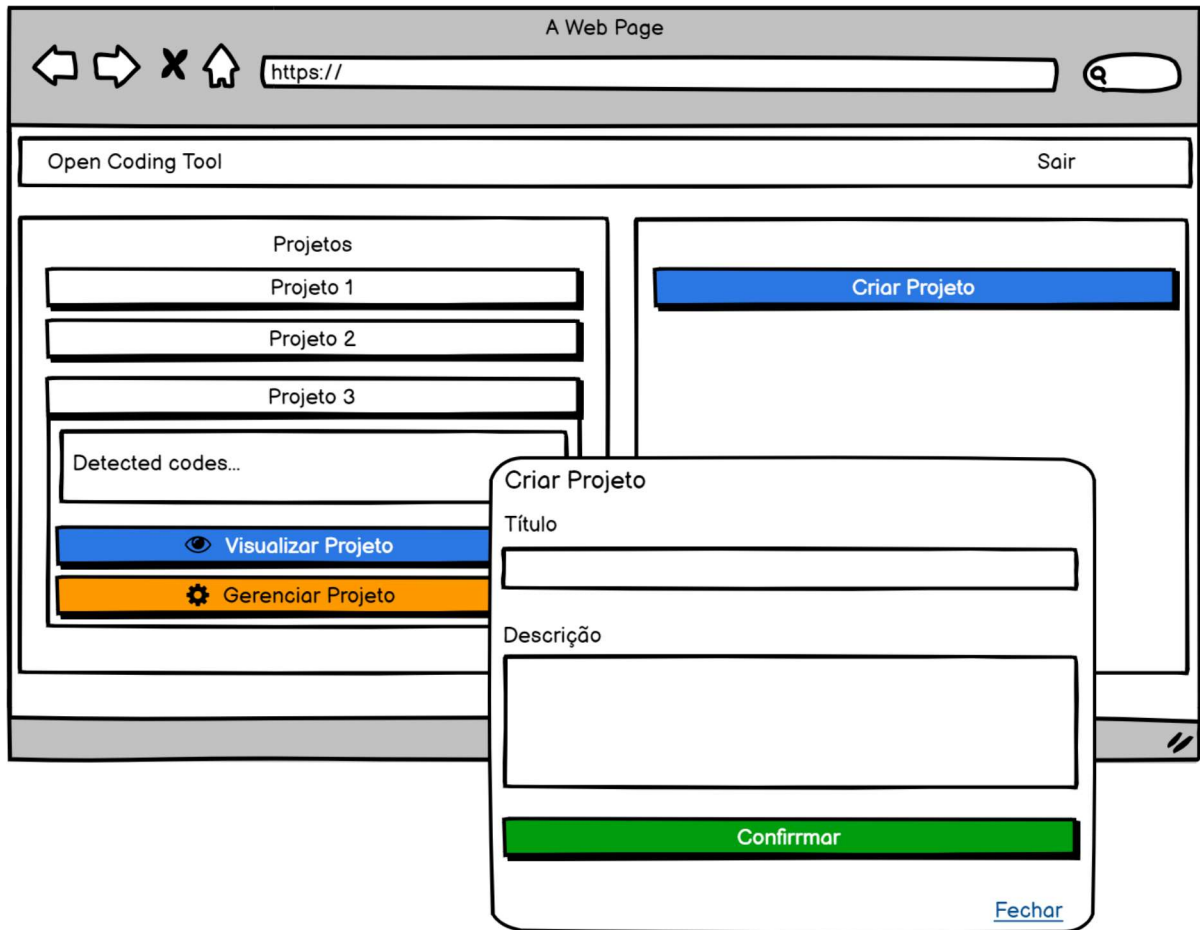 A Web Page
https://
Open Coding Tool
Sair
Projetos
Projeto 1
Projeto 2
Projeto 3
Detected codes...
Visualizar Projeto
Gerenciar Projeto
Criar Projeto
Criar Projeto
Título
Descrição
Confirrmar
Fechar